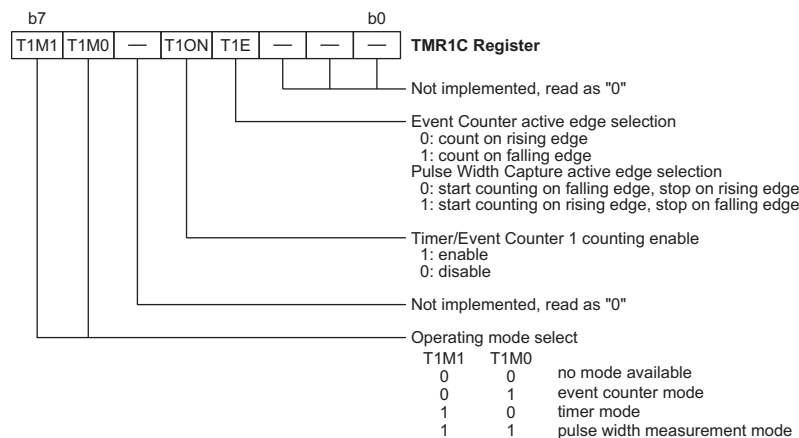 b7 b0
T1M1 T1M0 — T1ON T1E — — — TMR1C Register
Not implemented, read as "0"
Event Counter active edge selection
0: count on rising edge
1: count on falling edge
Pulse Width Capture active edge selection
0: start counting on falling edge, stop on rising edge
1: start counting on rising edge, stop on falling edge
Timer/Event Counter 1 counting enable
1: enable
0: disable
Not implemented, read as "0"
Operating mode select
T1M1 T1M0
0 0 no mode available
0 1 event counter mode
1 0 timer mode
1 1 pulse width measurement mode